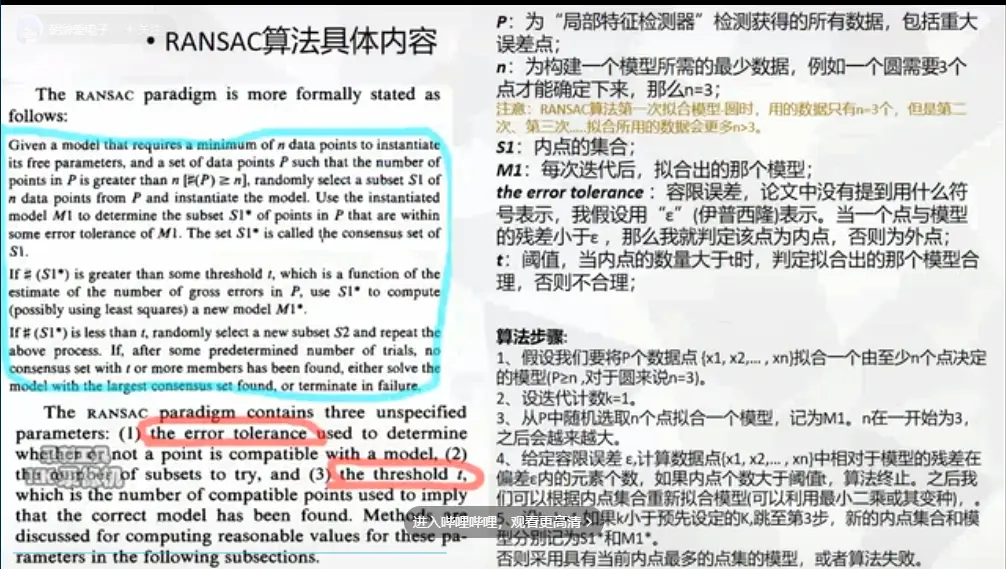 • RANSAC算法具体内容
The RANSAC paradigm is more formally stated as
follows:
Given a model that requires a minimum of n data points to instantiate
its free parameters, and a set of data points P such that the number of
points in P is greater than n [#(P) ≥ n], randomly select a subset S1 of
n data points from P and instantiate the model. Use the instantiated
model M1 to determine the subset S1* of points in P that are within
some error tolerance of M1. The set S1* is called the consensus set of
S1.
If # (S1*) is greater than some threshold t, which is a function of the
estimate of the number of gross errors in P, use S1* to compute
(possibly using least squares) a new model M1*.
If # (S1*) is less than t, randomly select a new subset S2 and repeat the
above process. If, after some predetermined number of trials, no
consensus set with t or more members has been found, either solve the
model with the largest consensus set found, or terminate in failure.
The RANSAC paradigm contains three unspecified
parameters: (1) the error tolerance used to determine
whether or not a point is compatible with a model, (2)
the of subsets to try, and (3) the threshold t,
which is the number of compatible points used to imply
that the correct model has been found. Methods are
discussed for computing reasonable values for these pa-
rameters in the following subsections.
P：为“局部特征检测器”检测获得的所有数据，包括重大
误差点；
n：为构建一个模型所需的最少数据，例如一个圆需要3个
点才能确定下来，那么n=3；
注意：RANSAC算法第一次拟合模型-圆时，用的数据只有n=3个，但是第二
次、第三次....拟合所用的数据会更多n>3。
S1：内点的集合；
M1：每次迭代后，拟合出的那个模型；
the error tolerance：容限误差，论文中没有提到用什么符
号表示，我假设用“ε”(伊普西隆)表示。当一个点与模型
的残差小于ε，那么我就判定该点为内点，否则为外点；
t：阈值，当内点的数量大于t时，判定拟合出的那个模型合
理，否则不合理；
算法步骤:
1、假设我们要将P个数据点 {x1, x2,... , xn}拟合一个由至少n个点决定
的模型(P≥n ,对于圆来说n=3)。
2、设迭代计数k=1。
3、从P中随机选取n个点拟合一个模型，记为M1。n在一开始为3，
之后会越来越大。
4、给定容限误差 ε,计算数据点{x1, x2,... , xn}中相对于模型的残差在
偏差ε内的元素个数，如果内点个数大于阈值t，算法终止。之后我
们可以根据内点集合重新拟合模型(可以利用最小二乘或其变种)，。
如果k小于预先设定的K,跳至第3步，新的内点集合和模
型分别记为S1*和M1*。
否则采用具有当前内点最多的点集的模型，或者算法失败。
进入哔哩哔哩，观看更高清